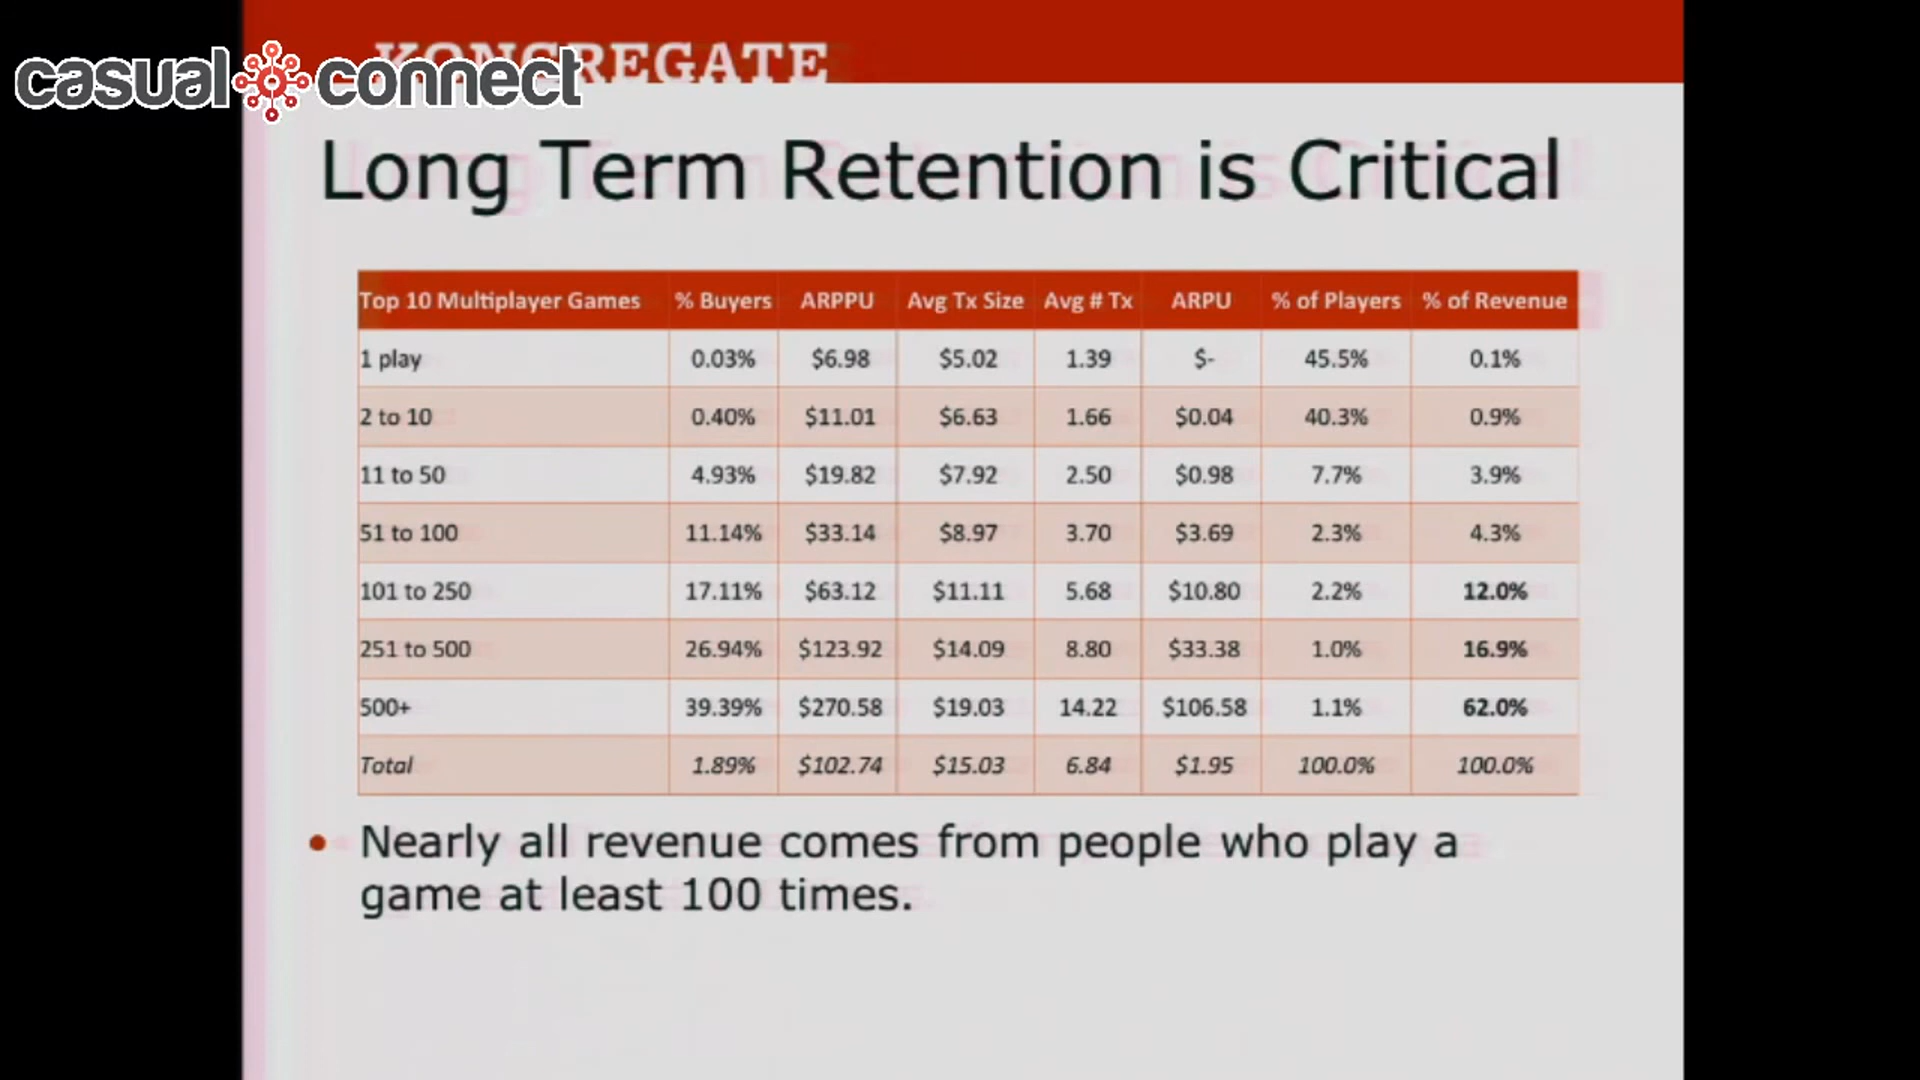 KONGREGATE
casual connect
Long Term Retention is Critical
Top 10 Multiplayer Games % Buyers ARPPU Avg Tx Size Avg # Tx ARPU % of Players % of Revenue
1 play 0.03% $6.98 $5.02 1.39 $- 45.5% 0.1%
2 to 10 0.40% $11.01 $6.63 1.66 $0.04 40.3% 0.9%
11 to 50 4.93% $19.82 $7.92 2.50 $0.98 7.7% 3.9%
51 to 100 11.14% $33.14 $8.97 3.70 $3.69 2.3% 4.3%
101 to 250 17.11% $63.12 $11.11 5.68 $10.80 2.2% 12.0%
251 to 500 26.94% $123.92 $14.09 8.80 $33.38 1.0% 16.9%
500+ 39.39% $270.58 $19.03 14.22 $106.58 1.1% 62.0%
Total 1.89% $102.74 $15.03 6.84 $1.95 100.0% 100.0%
• Nearly all revenue comes from people who play a
game at least 100 times.